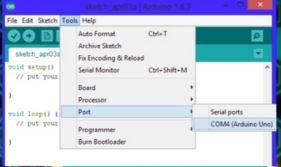 sketch_apr03a | Arduino 1.6.3
File Edit Sketch Tools Help
Auto Format Ctrl+T
Archive Sketch
Fix Encoding & Reload
Serial Monitor Ctrl+Shift+M
Board
Processor
Port
Programmer
Burn Bootloader
Serial ports
COM4 (Arduino Uno)
sketch_apr03a
void setup()
// put your
}
void loop() {
// put your
}